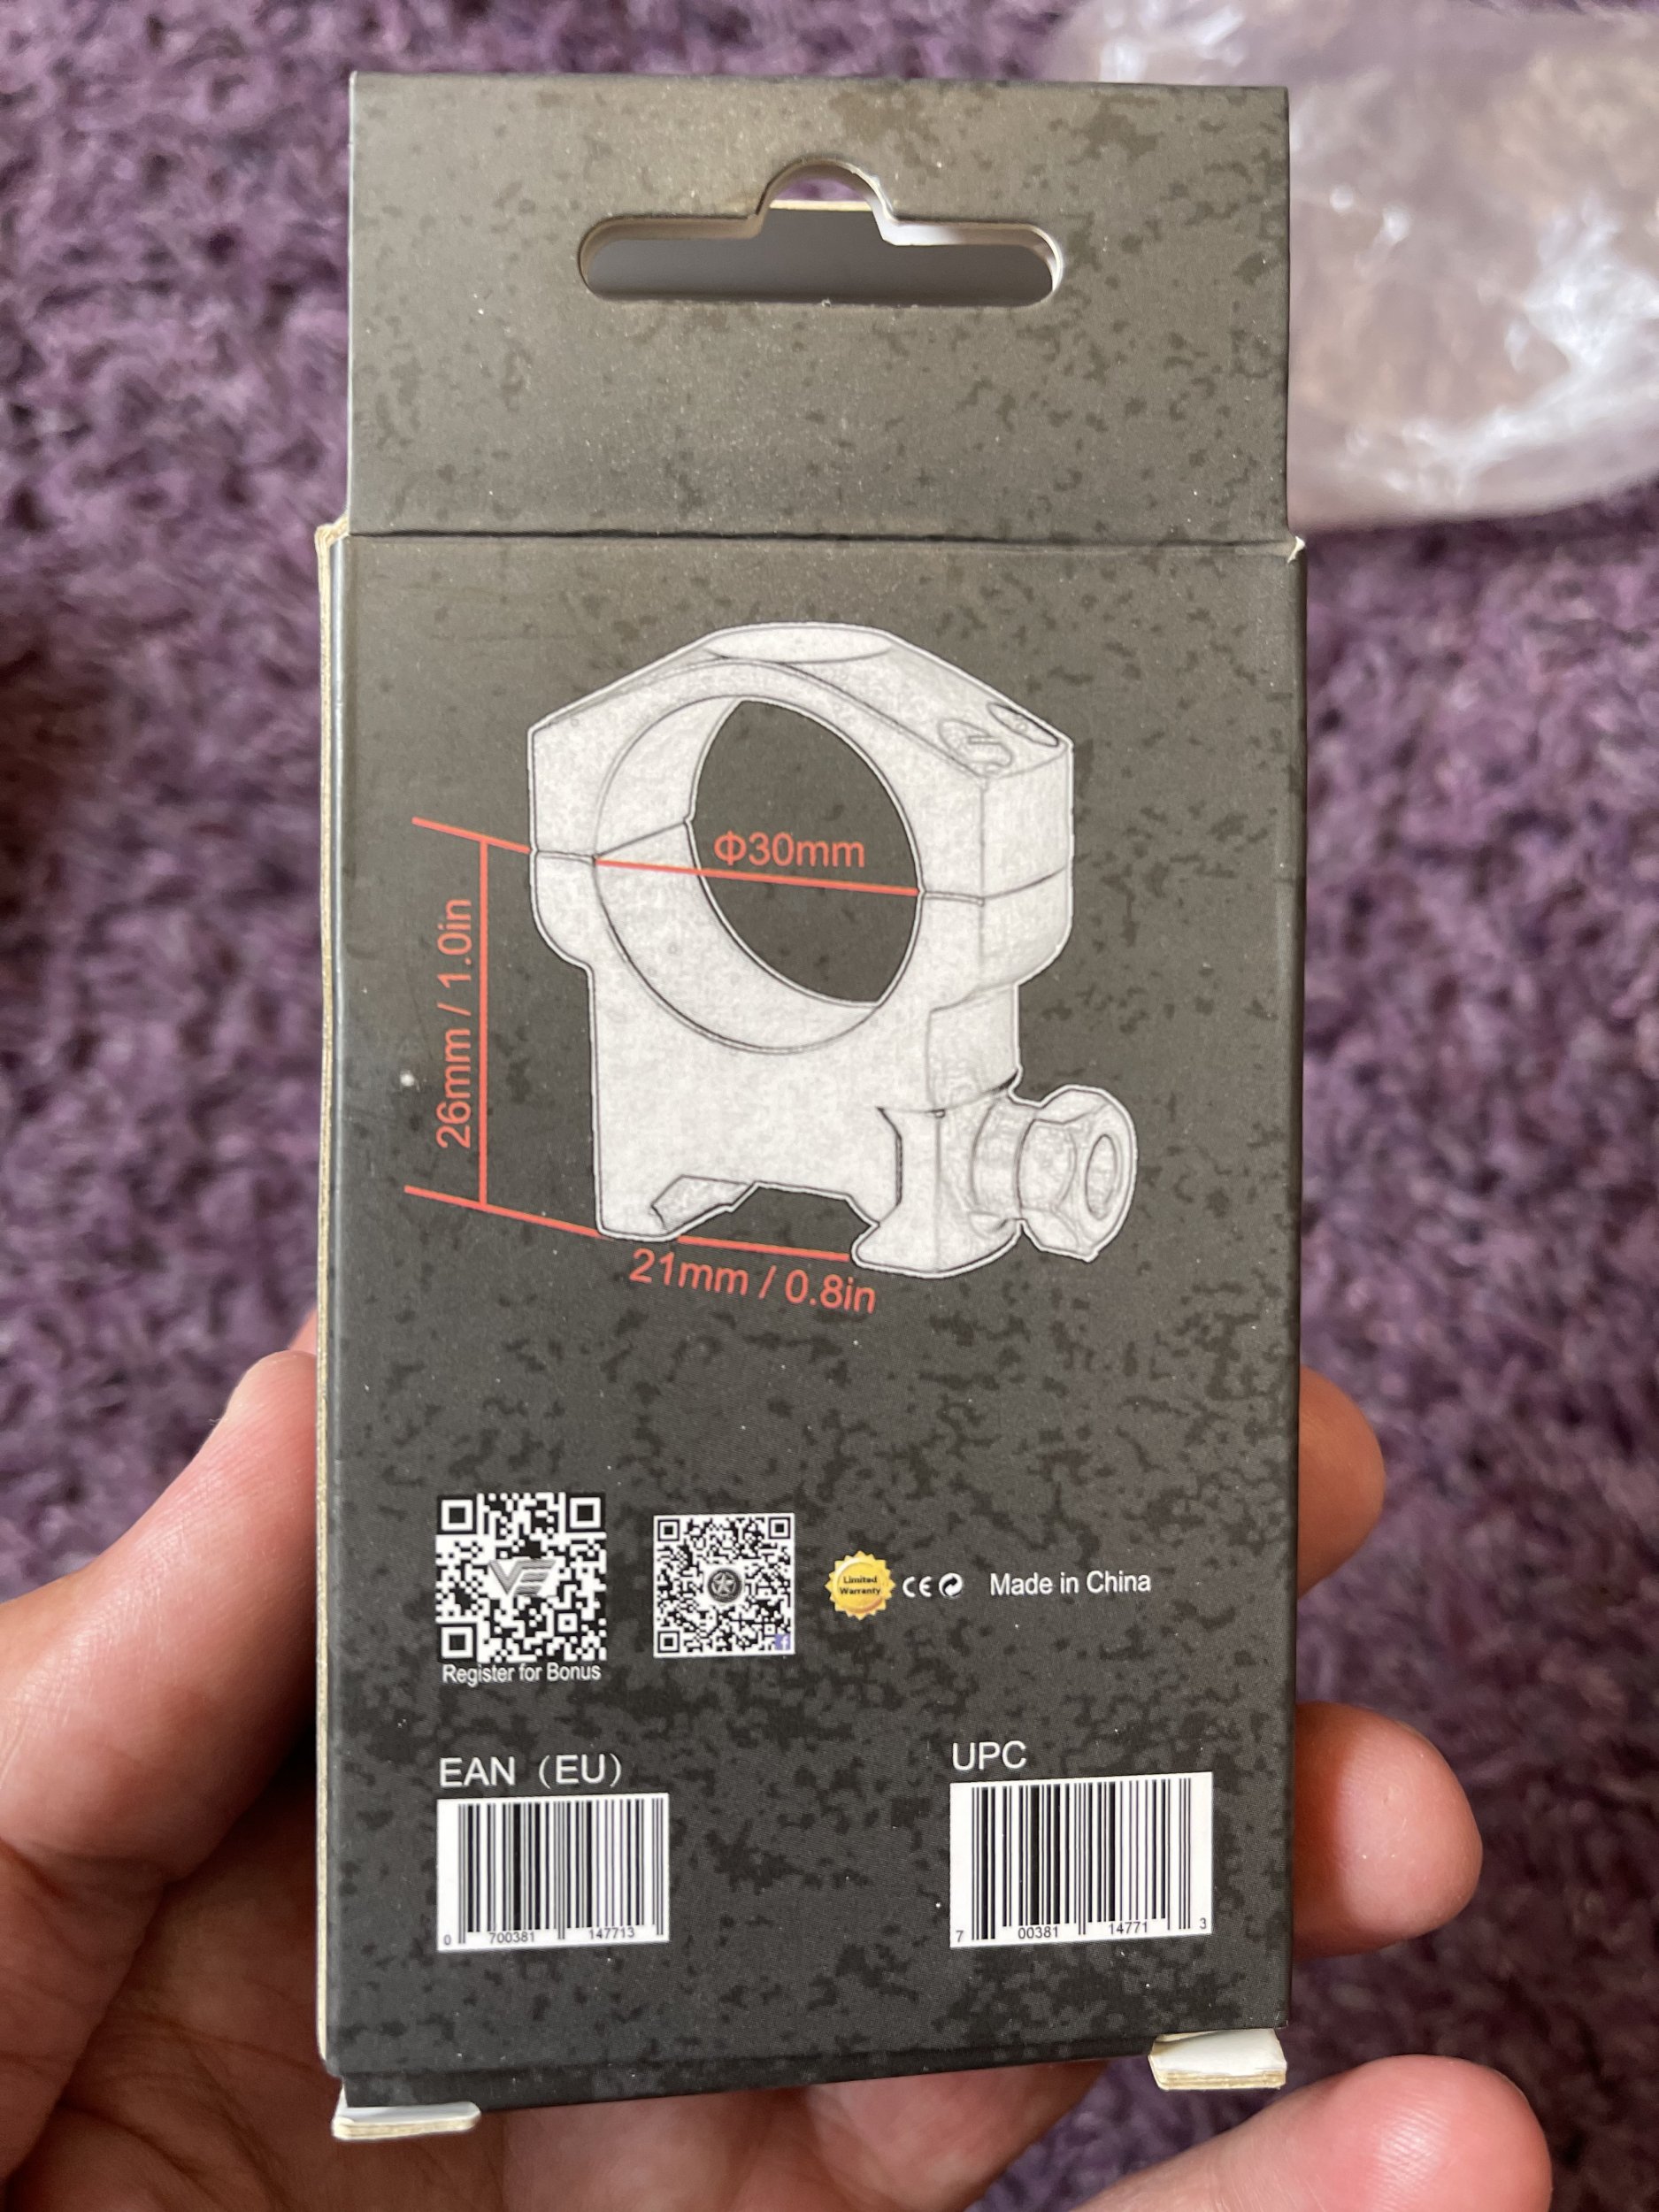 Φ30mm
26mm / 1.0in
21mm / 0.8in
Limited
Warranty
CE
Made in China
Register for Bonus
EAN (EU)
UPC
0 700381 147713
7 00381 14771 3